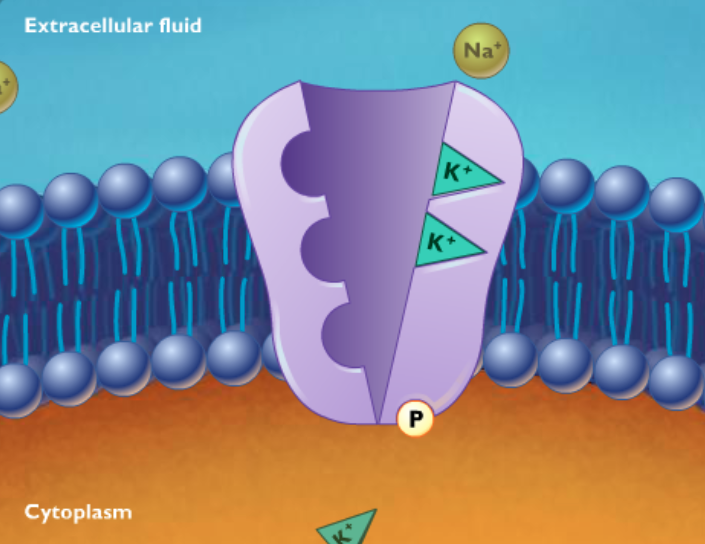 Extracellular fluid
Na⁺
K⁺
K⁺
P
Cytoplasm
K⁺